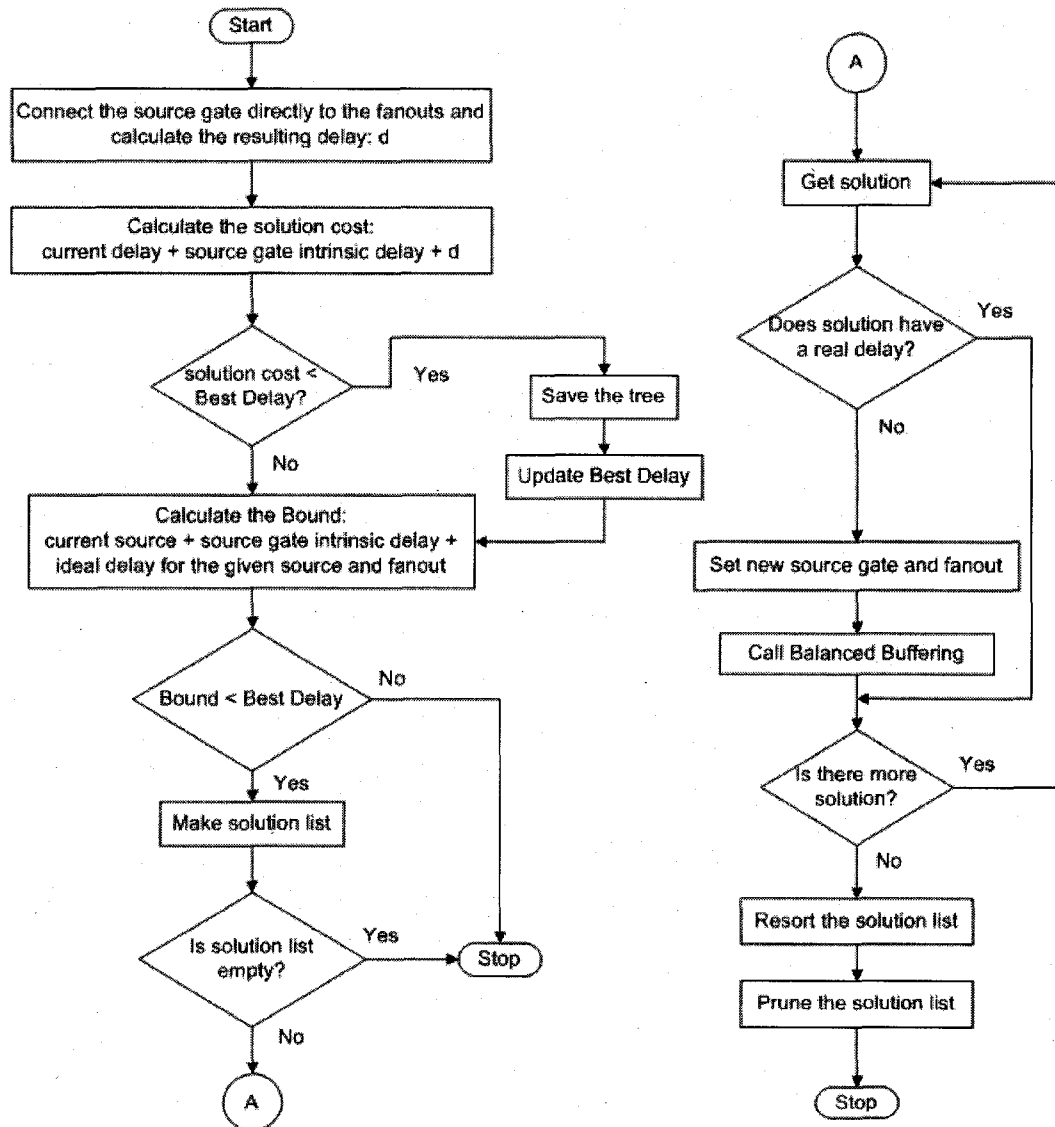 Start
Connect the source gate directly to the fanouts and
calculate the resulting delay: d
Calculate the solution cost:
current delay + source gate intrinsic delay + d
solution cost <
Best Delay?
Yes
Save the tree
Update Best Delay
No
Calculate the Bound:
current source + source gate intrinsic delay +
ideal delay for the given source and fanout
Bound < Best Delay
No
Yes
Make solution list
Is solution list
empty?
Yes
Stop
No
A
A
Get solution
Does solution have
a real delay?
Yes
No
Set new source gate and fanout
Call Balanced Buffering
Is there more
solution?
Yes
No
Resort the solution list
Prune the solution list
Stop